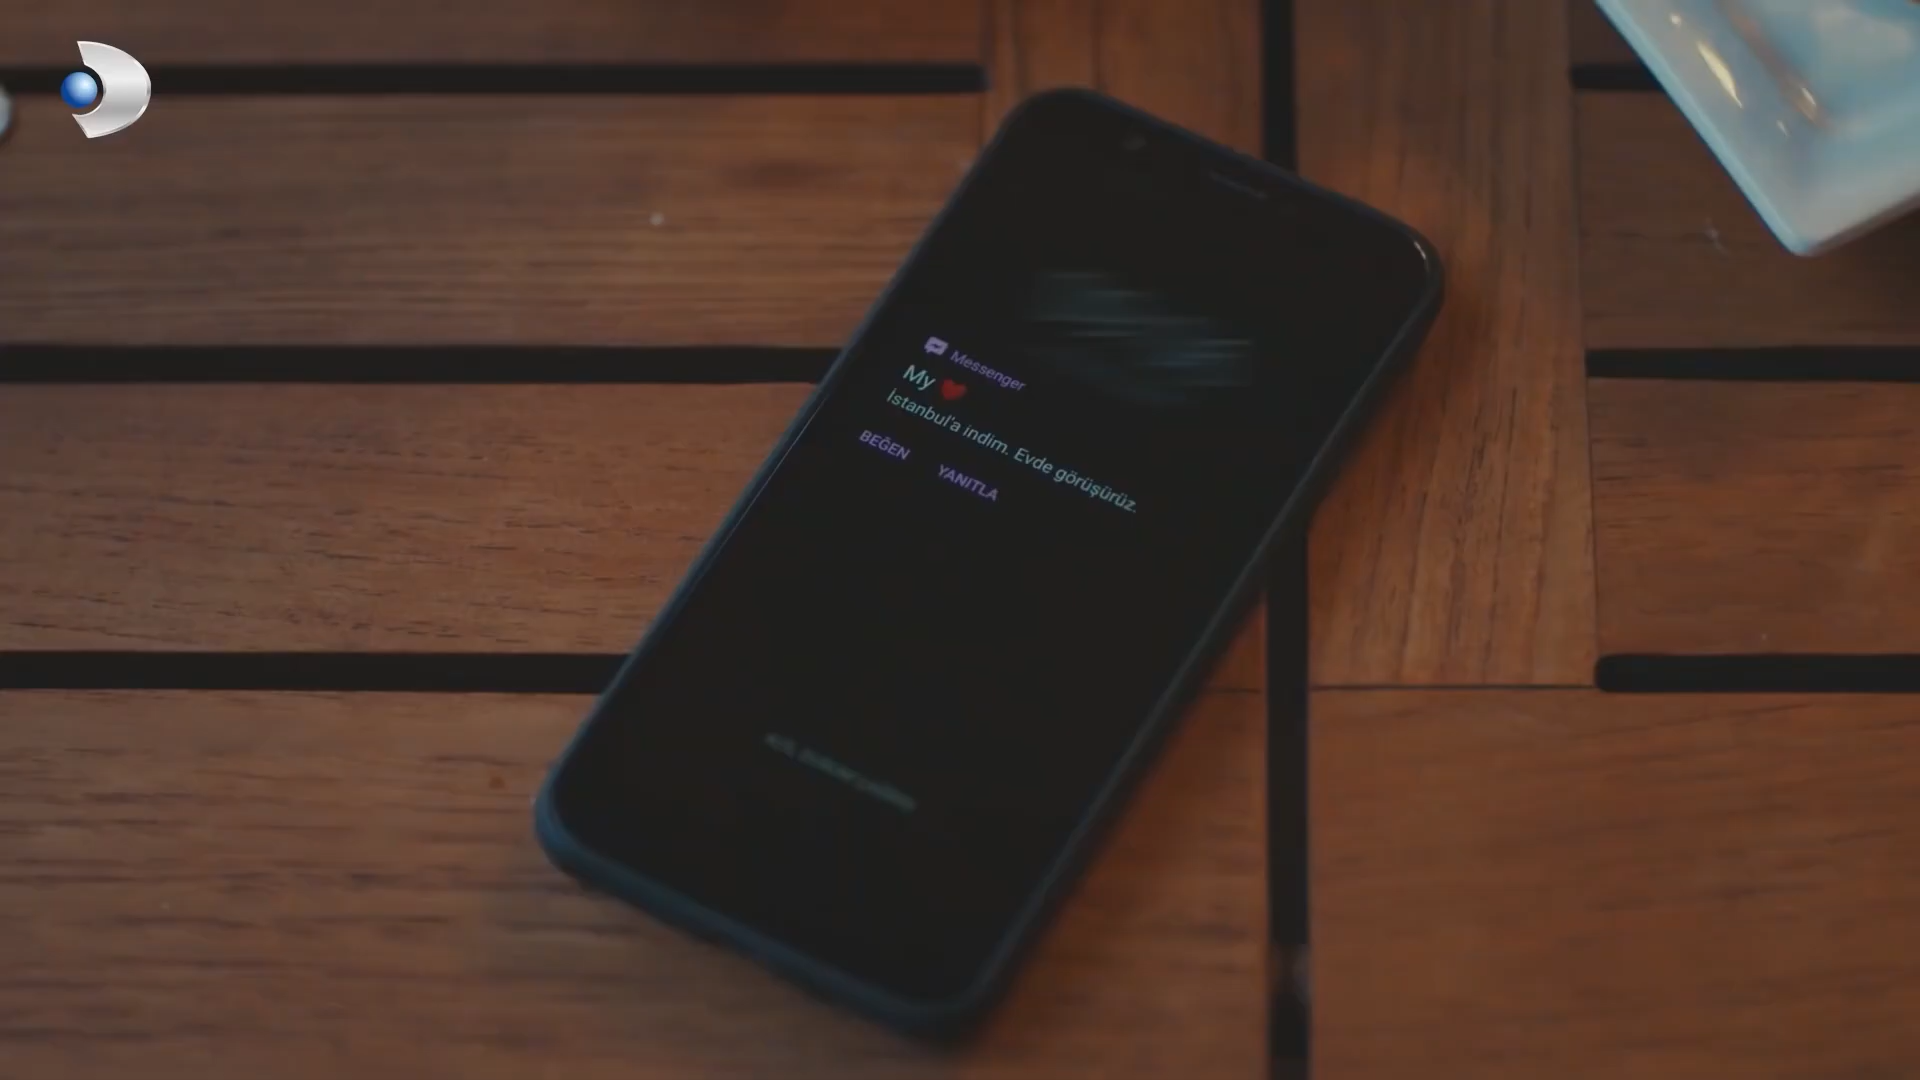 Messenger
My ❤️
İstanbul'a indim. Evde görüşürüz.
BEĞEN YANITLA